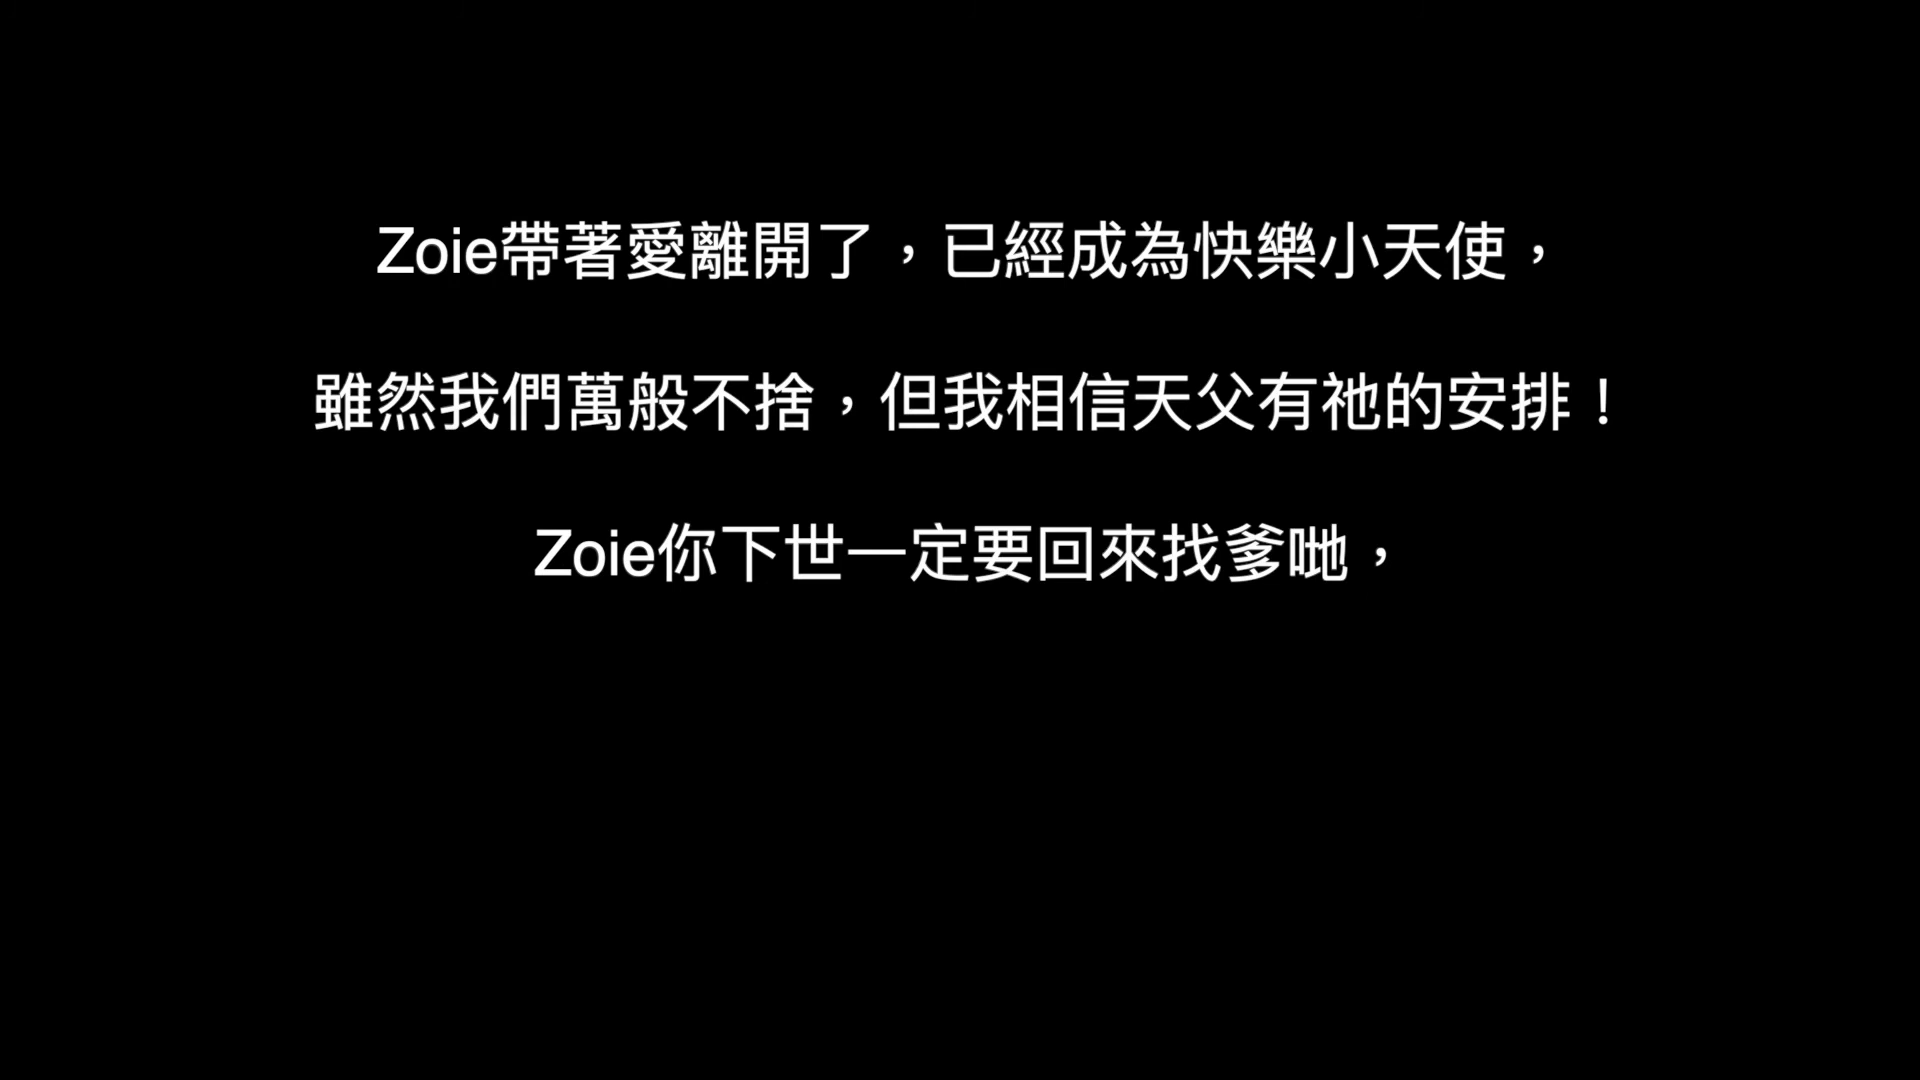 Zoie帶著愛離開了，已經成為快樂小天使，
雖然我們萬般不捨，但我相信天父有祂的安排！
Zoie你下世一定要回來找爹哋，